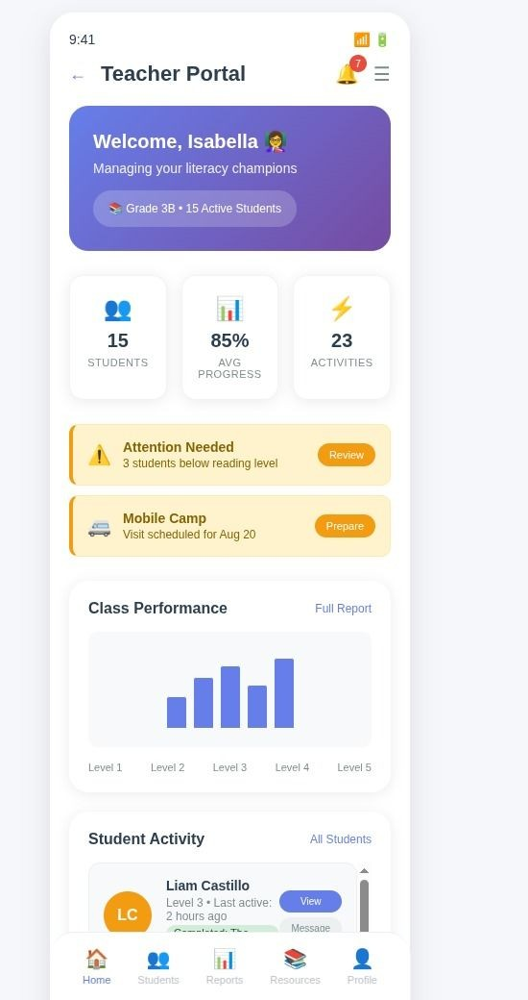 9:41
Teacher Portal
7
Welcome, Isabella
Managing your literacy champions
Grade 3B • 15 Active Students
15
STUDENTS
85%
AVG
PROGRESS
23
ACTIVITIES
Attention Needed
3 students below reading level
Review
Mobile Camp
Visit scheduled for Aug 20
Prepare
Class Performance
Full Report
Level 1 Level 2 Level 3 Level 4 Level 5
Student Activity
All Students
LC
Liam Castillo
Level 3 • Last active:
2 hours ago
Completed: The
View
Message
Home Students Reports Resources Profile